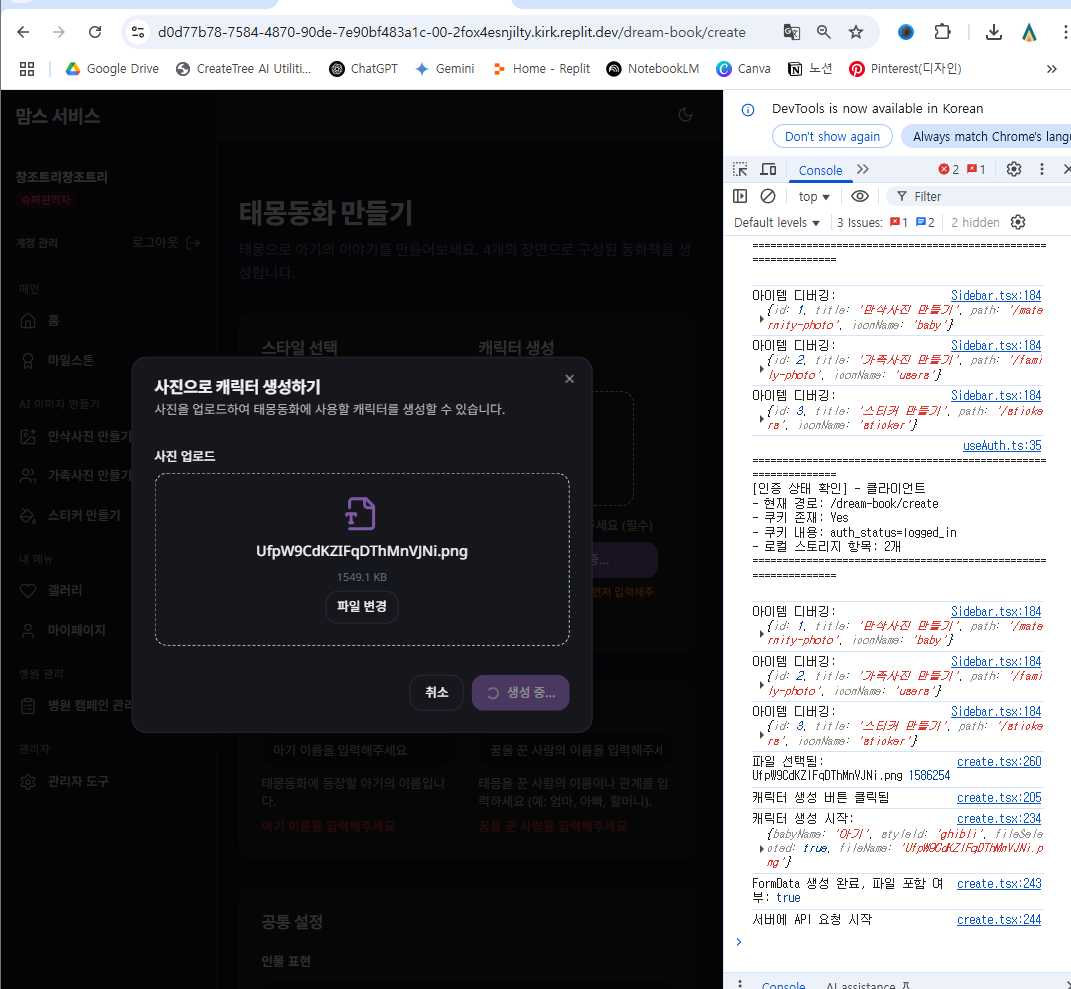 d0d77b78-7584-4870-90de-7e90bf483a1c-00-2fox4esnjilty.kirk.replit.dev/dream-book/create
Google Drive
CreateTree AI Utiliti...
ChatGPT
Gemini
Home - Replit
NotebookLM
Canva
노션
Pinterest(디자인)
맘스 서비스
창조트리창조트리
슈퍼관리자
계정 관리
로그아웃
메인
홈
마일스톤
AI 이미지 만들기
만삭사진 만들기
가족사진 만들기
스티커 만들기
내 메뉴
갤러리
마이페이지
병원 관리
병원 캠페인 관리
관리자
관리자 도구
태몽동화 만들기
태몽으로 아기의 이야기를 만들어보세요. 4개의 장면으로 구성된 동화책을 생
성합니다.
스타일 선택
캐릭터 생성
사진으로 캐릭터 생성하기
사진을 업로드하여 태몽동화에 사용할 캐릭터를 생성할 수 있습니다.
사진 업로드
UfpW9CdKZIFqDThMnVJNi.png
1549.1 KB
파일 변경
취소
생성 중...
주세요 (필수)
중...
먼저 입력해주
아기 이름을 입력해주세요
꿈을 꾼 사람의 이름을 입력해주시
태몽동화에 등장할 아기의 이름입니
다.
태몽을 꾼 사람의 이름이나 관계를 입
력하세요 (예: 엄마, 아빠, 할머니).
아기 이름을 입력해주세요
꿈을 꾼 사람을 입력해주세요
공통 설정
인물 표현
DevTools is now available in Korean
Don't show again
Always match Chrome's langu
Console
2
1
top
Filter
Default levels
3 Issues:
1
2
2 hidden
==================================================
==============
아이템 디버깅:
Sidebar.tsx:184
{id: 1, title: '만삭사진 만들기', path: '/mate
rnity-photo', iconName: 'baby'}
아이템 디버깅:
Sidebar.tsx:184
{id: 2, title: '가족사진 만들기', path: '/fami
ly-photo', iconName: 'users'}
아이템 디버깅:
Sidebar.tsx:184
{id: 3, title: '스티커 만들기', path: '/sticke
rs', iconName: 'sticker'}
useAuth.ts:35
==================================================
==============
[인증 상태 확인] - 클라이언트
- 현재 경로: /dream-book/create
- 쿠키 존재: Yes
- 쿠키 내용: auth_status=logged_in
- 로컬 스토리지 항목: 2개
==================================================
==============
아이템 디버깅:
Sidebar.tsx:184
{id: 1, title: '만삭사진 만들기', path: '/mate
rnity-photo', iconName: 'baby'}
아이템 디버깅:
Sidebar.tsx:184
{id: 2, title: '가족사진 만들기', path: '/fami
ly-photo', iconName: 'users'}
아이템 디버깅:
Sidebar.tsx:184
{id: 3, title: '스티커 만들기', path: '/sticke
rs', iconName: 'sticker'}
파일 선택됨:
create.tsx:260
UfpW9CdKZIFqDThMnVJNi.png 1586254
캐릭터 생성 버튼 클릭됨
create.tsx:205
캐릭터 생성 시작:
create.tsx:234
{babyName: '아기', styleId: 'ghibli', fileSele
cted: true, fileName: 'UfpW9CdKZIFqDThMnVJNi.p
ng'}
FormData 생성 완료, 파일 포함 여
create.tsx:243
부: true
서버에 API 요청 시작
create.tsx:244
Console
AI assistance